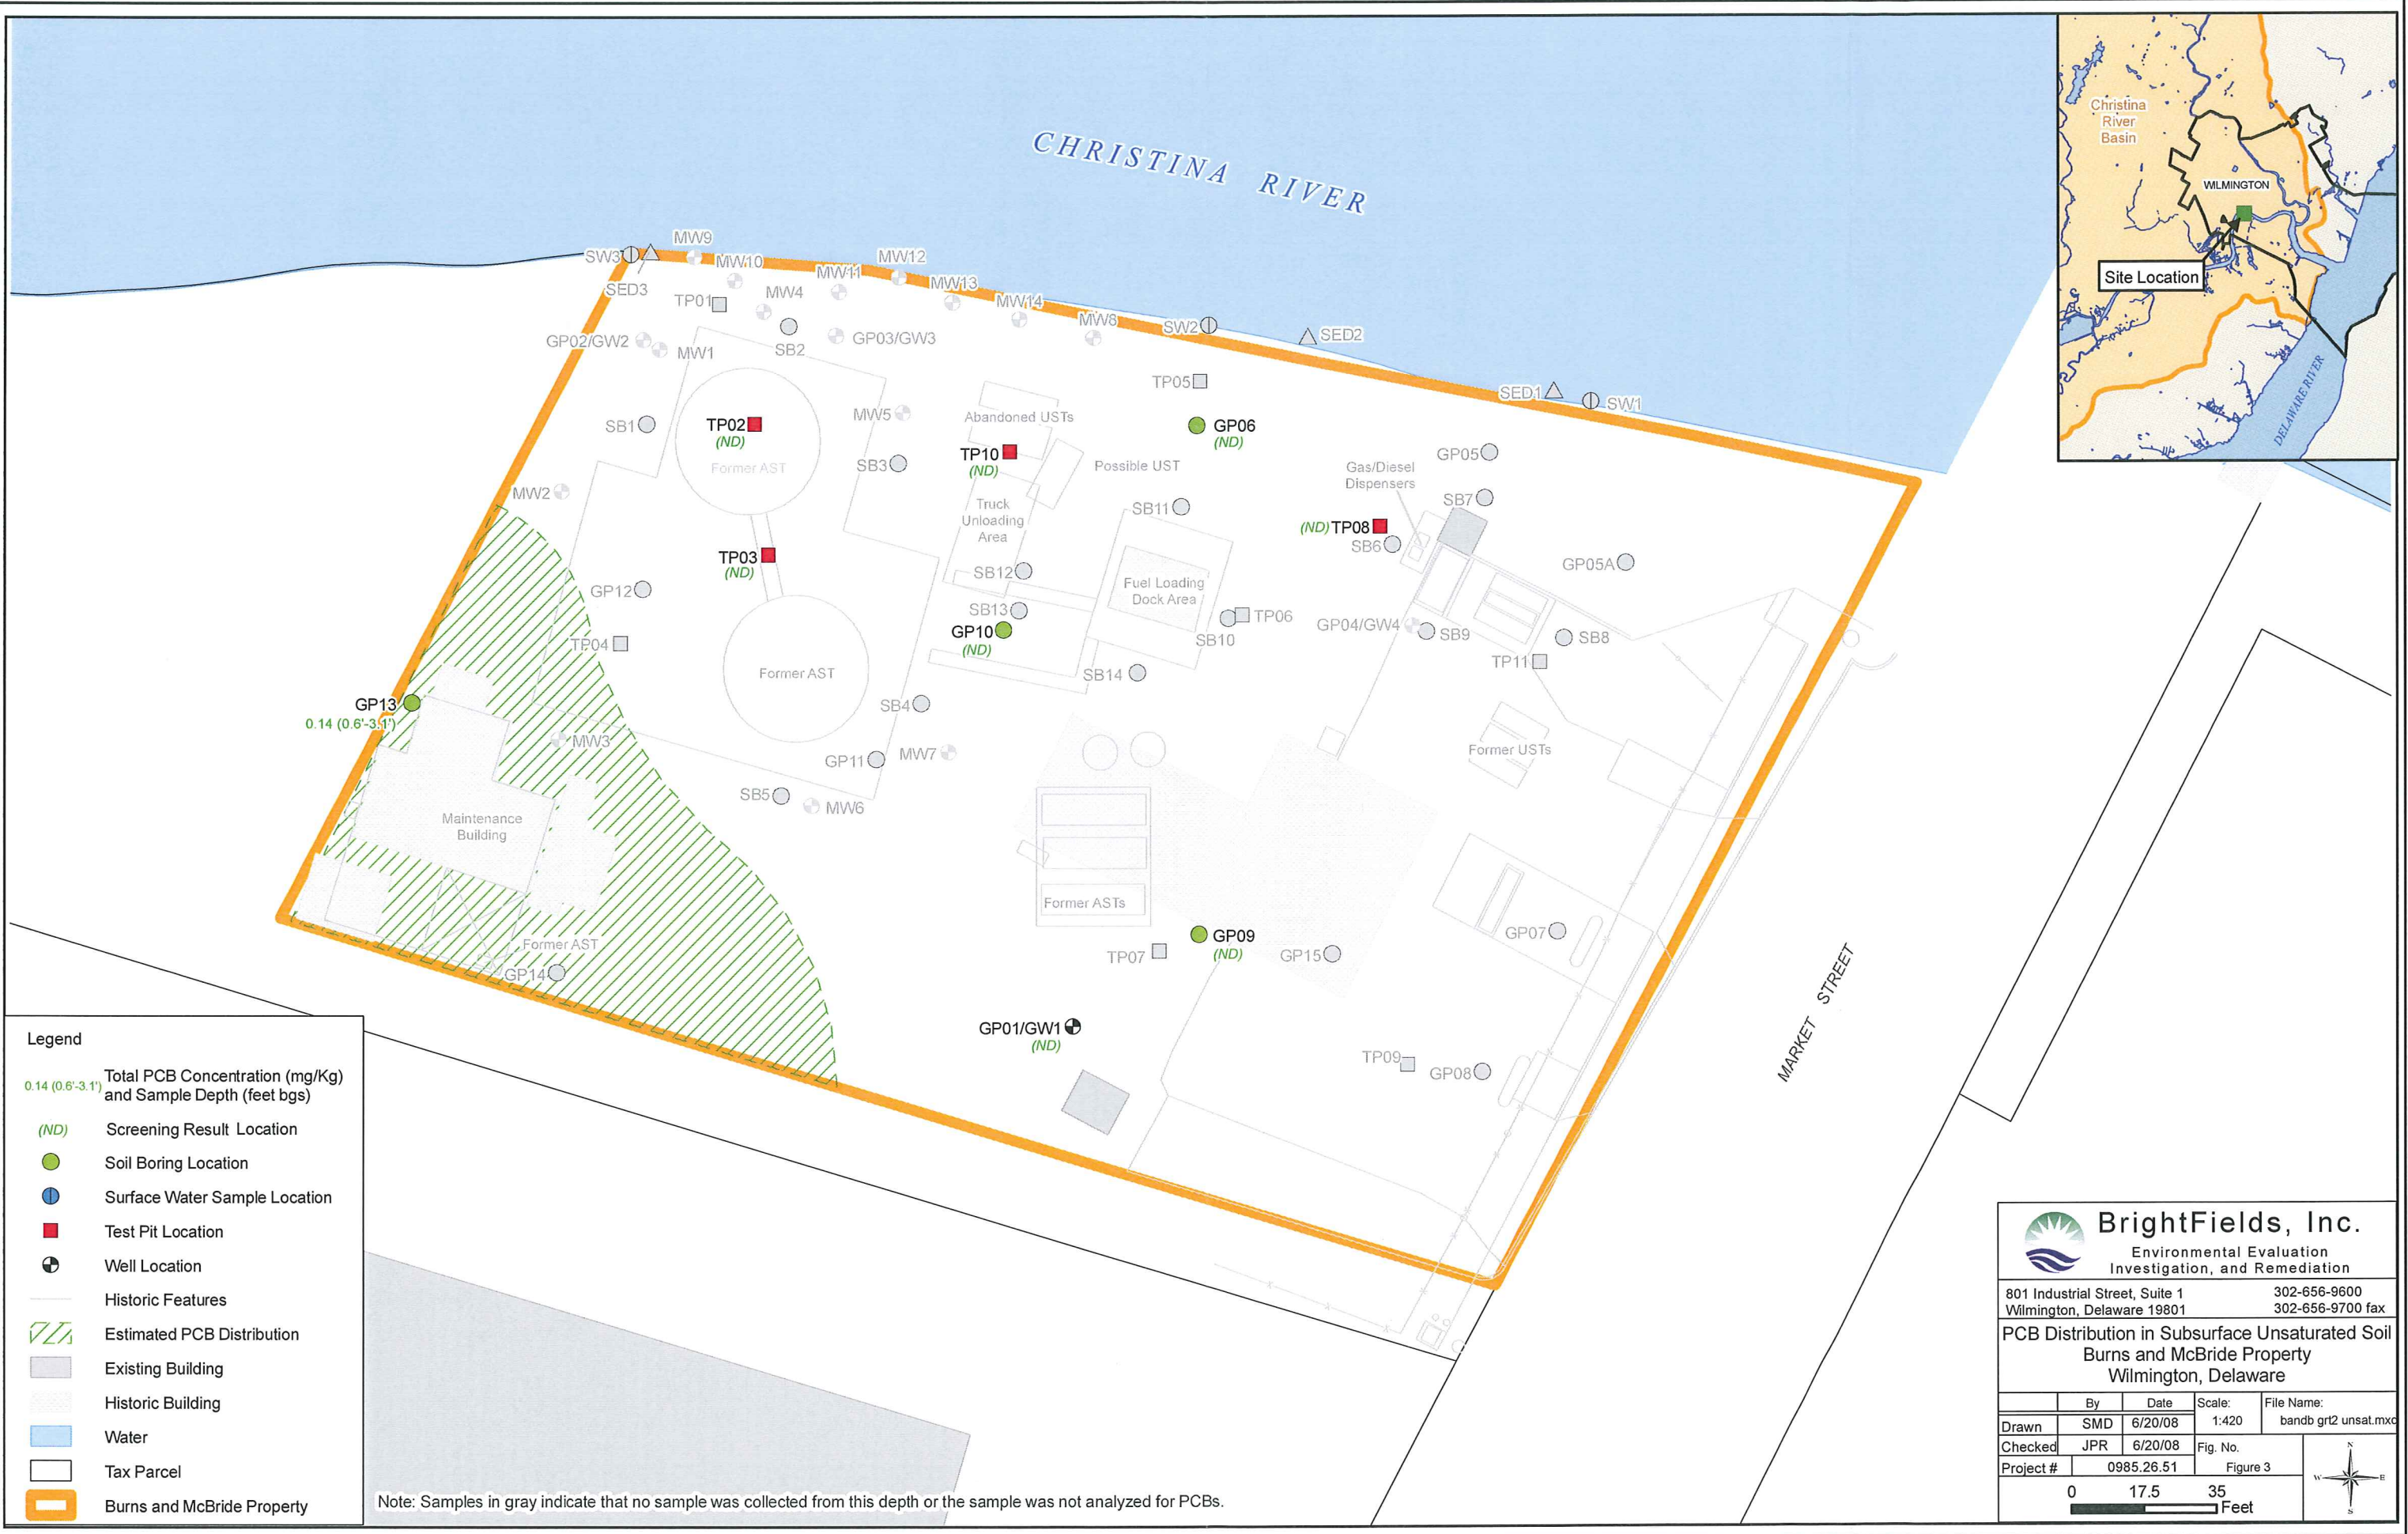 CHRISTINA RIVER
Christina
River
Basin
WILMINGTON
Site Location
DELAWARE RIVER
SW3
SED3
MW9
MW10
MW11
MW12
MW13
MW14
MW8
SW2
SED2
SED1
SW1
TP01
MW4
SB2
GP03/GW3
GP02/GW2
MW1
TP05
SB1
TP02
(ND)
Former AST
MW5
Abandoned USTs
GP06
(ND)
SB3
TP10
(ND)
Possible UST
Gas/Diesel
Dispensers
GP05
MW2
Truck
Unloading
Area
SB11
SB7
(ND) TP08
SB6
TP03
(ND)
GP05A
GP12
SB12
Fuel Loading
Dock Area
SB13
GP10
(ND)
TP06
SB10
GP04/GW4
SB9
SB8
TP04
TP11
Former AST
SB14
GP13
0.14 (0.6'-3.1')
SB4
MW3
GP11
MW7
Former USTs
SB5
MW6
Maintenance
Building
Former ASTs
Former AST
GP14
GP09
(ND)
TP07
GP15
GP07
MARKET STREET
GP01/GW1
(ND)
TP09
GP08
Legend
0.14 (0.6'-3.1') Total PCB Concentration (mg/Kg)
and Sample Depth (feet bgs)
(ND) Screening Result Location
Soil Boring Location
Surface Water Sample Location
Test Pit Location
Well Location
Historic Features
Estimated PCB Distribution
Existing Building
Historic Building
Water
Tax Parcel
Burns and McBride Property
Note: Samples in gray indicate that no sample was collected from this depth or the sample was not analyzed for PCBs.
BrightFields, Inc.
Environmental Evaluation
Investigation, and Remediation
801 Industrial Street, Suite 1 302-656-9600
Wilmington, Delaware 19801 302-656-9700 fax
PCB Distribution in Subsurface Unsaturated Soil
Burns and McBride Property
Wilmington, Delaware
By Date Scale: File Name:
Drawn SMD 6/20/08 1:420 bandb grt2 unsat.mxd
Checked JPR 6/20/08 Fig. No.
Project # 0985.26.51 Figure 3
N
W E
S
0 17.5 35
Feet